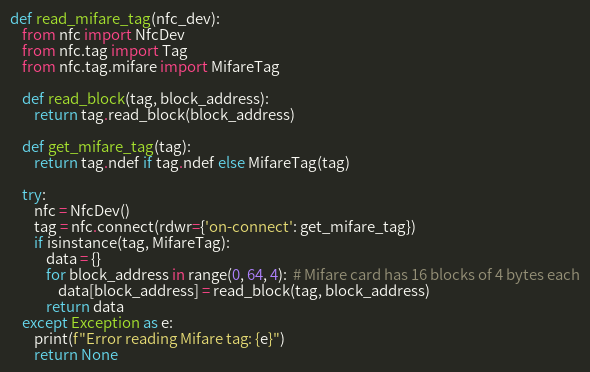 def read_mifare_tag(nfc_dev):
    from nfc import NfcDev
    from nfc.tag import Tag
    from nfc.tag.mifare import MifareTag

    def read_block(tag, block_address):
        return tag.read_block(block_address)

    def get_mifare_tag(tag):
        return tag.ndef if tag.ndef else MifareTag(tag)

    try:
        nfc = NfcDev()
        tag = nfc.connect(rdwr={'on-connect': get_mifare_tag})
        if isinstance(tag, MifareTag):
            data = {}
            for block_address in range(0, 64, 4):  # Mifare card has 16 blocks of 4 bytes each
                data[block_address] = read_block(tag, block_address)
            return data
    except Exception as e:
        print(f"Error reading Mifare tag: {e}")
        return None